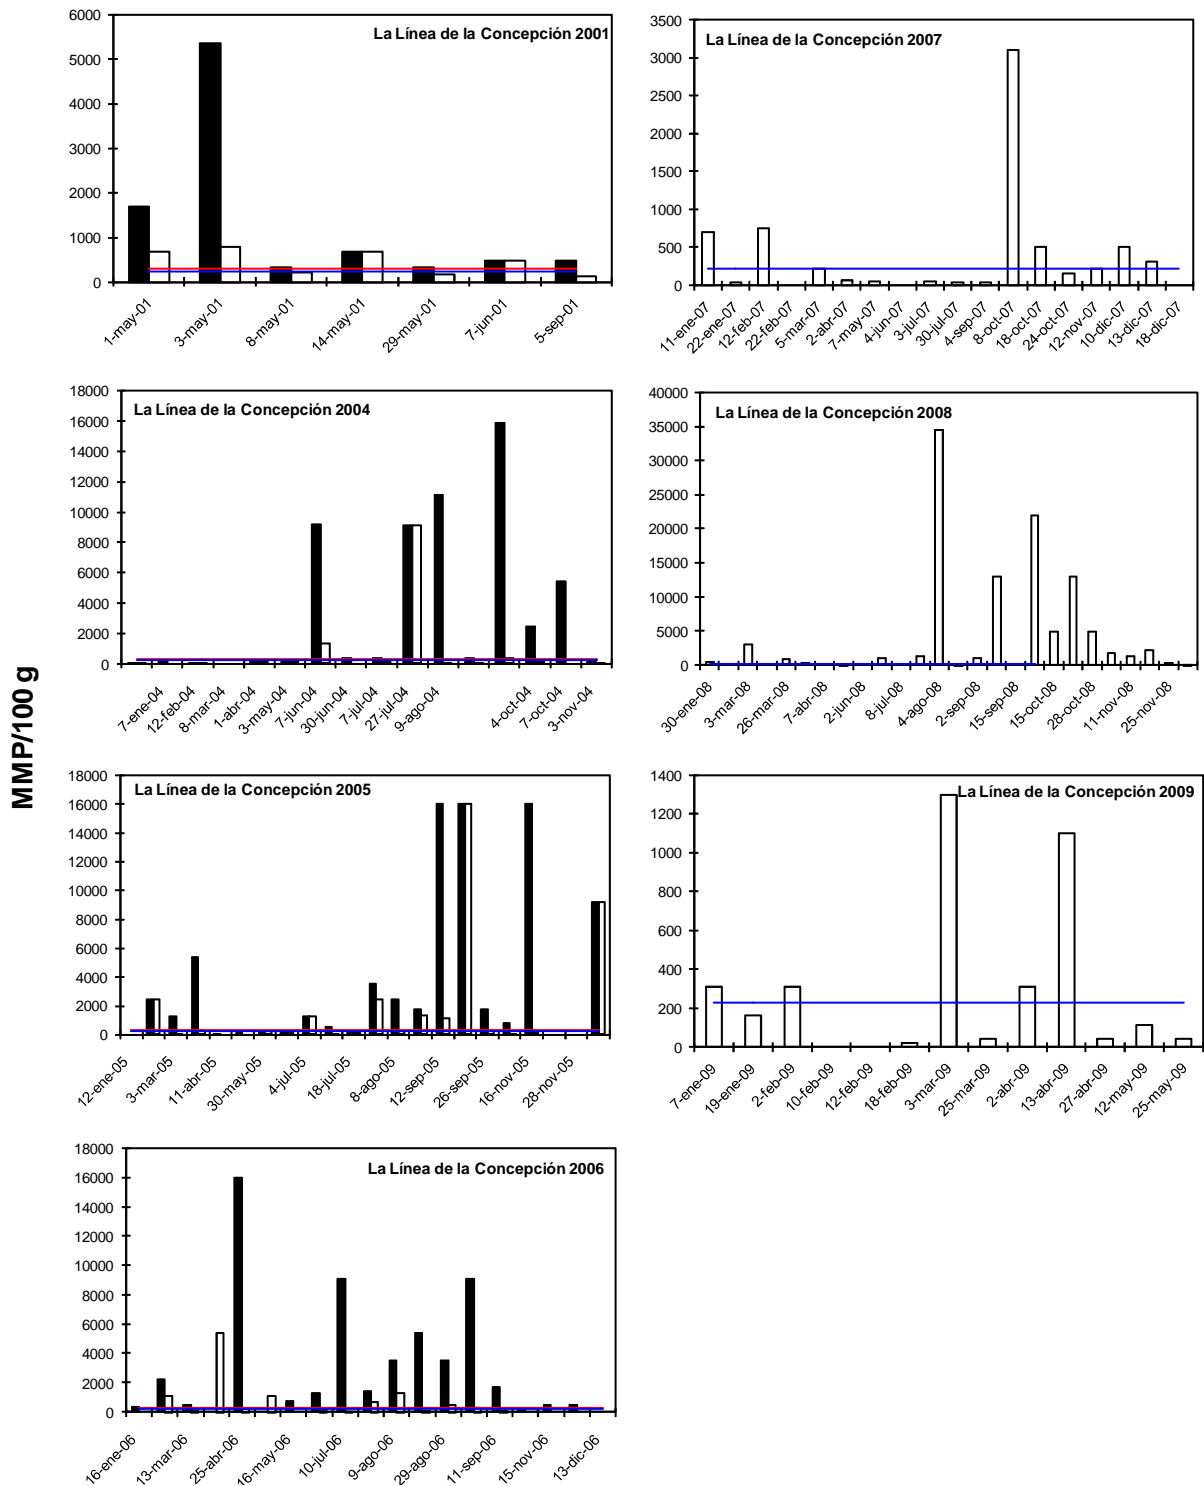 MMP/100 g
La Línea de la Concepción 2001
6000
5000
4000
3000
2000
1000
0
1-may-01
3-may-01
8-may-01
14-may-01
29-may-01
7-jun-01
5-sep-01
La Línea de la Concepción 2007
3500
3000
2500
2000
1500
1000
500
0
11-ene-07
22-ene-07
12-feb-07
22-feb-07
5-mar-07
2-abr-07
7-may-07
4-jun-07
3-jul-07
30-jul-07
4-sep-07
8-oct-07
18-oct-07
24-oct-07
12-nov-07
10-dic-07
13-dic-07
18-dic-07
La Línea de la Concepción 2004
18000
16000
14000
12000
10000
8000
6000
4000
2000
0
7-ene-04
12-feb-04
8-mar-04
1-abr-04
3-may-04
7-jun-04
30-jun-04
7-jul-04
27-jul-04
9-ago-04
4-oct-04
7-oct-04
3-nov-04
La Línea de la Concepción 2008
40000
35000
30000
25000
20000
15000
10000
5000
0
30-ene-08
3-mar-08
26-mar-08
7-abr-08
2-jun-08
8-jul-08
4-ago-08
2-sep-08
15-sep-08
15-oct-08
28-oct-08
11-nov-08
25-nov-08
La Línea de la Concepción 2005
18000
16000
14000
12000
10000
8000
6000
4000
2000
0
12-ene-05
3-mar-05
11-abr-05
30-may-05
4-jul-05
18-jul-05
8-ago-05
12-sep-05
26-sep-05
16-nov-05
28-nov-05
La Línea de la Concepción 2009
1400
1200
1000
800
600
400
200
0
7-ene-09
19-ene-09
2-feb-09
10-feb-09
12-feb-09
18-feb-09
3-mar-09
25-mar-09
2-abr-09
13-abr-09
27-abr-09
12-may-09
25-may-09
La Línea de la Concepción 2006
18000
16000
14000
12000
10000
8000
6000
4000
2000
0
16-ene-06
13-mar-06
25-abr-06
16-may-06
10-jul-06
9-ago-06
29-ago-06
11-sep-06
15-nov-06
13-dic-06